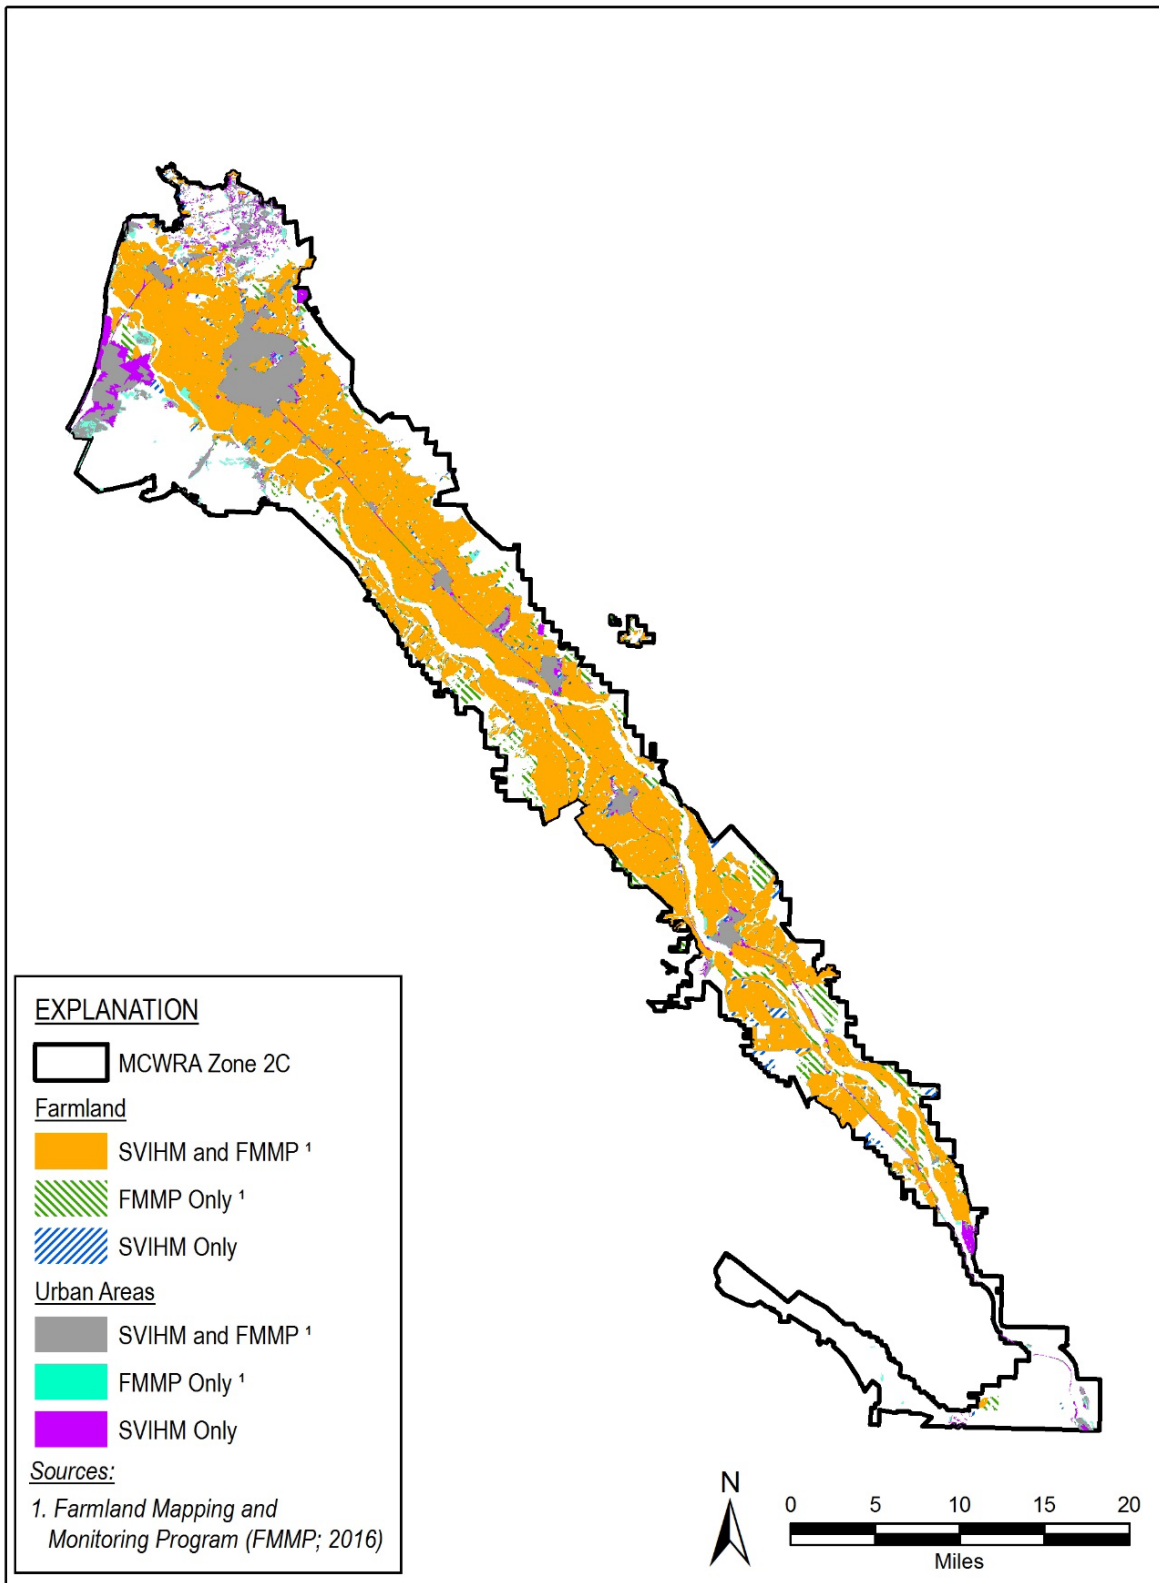 EXPLANATION
MCWRA Zone 2C
Farmland
SVIHM and FMMP ¹
FMMP Only ¹
SVIHM Only
Urban Areas
SVIHM and FMMP ¹
FMMP Only ¹
SVIHM Only
Sources:
1. Farmland Mapping and
Monitoring Program (FMMP; 2016)
N
0 5 10 15 20
Miles